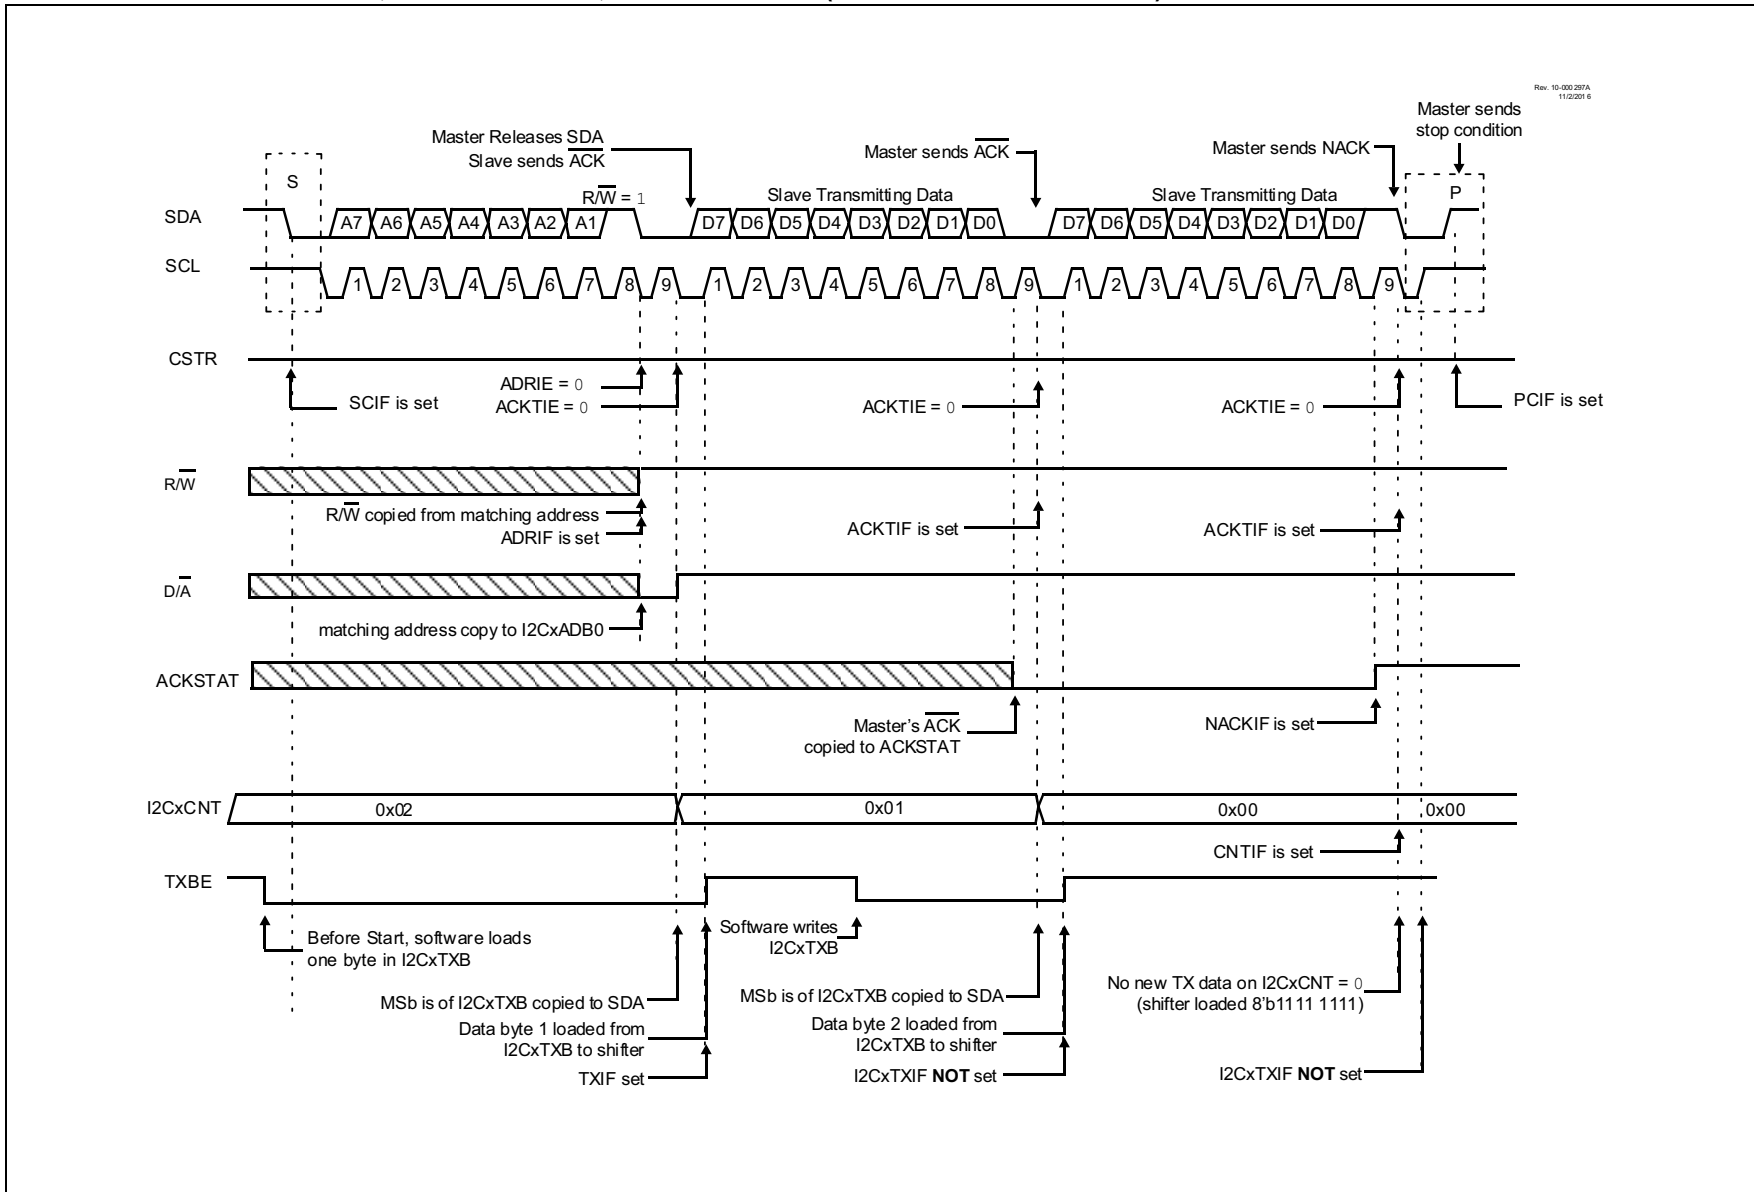 Rev. 10-000 297A
11/2/201 6
Master sends
stop condition
Master Releases SDA
Slave sends A̅C̅K̅
Master sends A̅C̅K̅
Master sends NACK
S
R/W̅ = 1
Slave Transmitting Data
Slave Transmitting Data
P
SDA
A7 A6 A5 A4 A3 A2 A1
D7 D6 D5 D4 D3 D2 D1 D0
D7 D6 D5 D4 D3 D2 D1 D0
SCL
1 2 3 4 5 6 7 8 9
1 2 3 4 5 6 7 8 9
1 2 3 4 5 6 7 8 9
CSTR
SCIF is set
ADRIE = 0
ACKTIE = 0
ACKTIE = 0
ACKTIE = 0
PCIF is set
R/W̅
R/W̅ copied from matching address
ADRIF is set
ACKTIF is set
ACKTIF is set
D/A̅
matching address copy to I2CxADB0
ACKSTAT
Master's A̅C̅K̅
copied to ACKSTAT
NACKIF is set
I2CxCNT
0x02
0x01
0x00
0x00
CNTIF is set
TXBE
Before Start, software loads
one byte in I2CxTXB
Software writes
I2CxTXB
MSb is of I2CxTXB copied to SDA
Data byte 1 loaded from
I2CxTXB to shifter
TXIF set
MSb is of I2CxTXB copied to SDA
Data byte 2 loaded from
I2CxTXB to shifter
I2CxTXIF NOT set
No new TX data on I2CxCNT = 0
(shifter loaded 8'b1111 1111)
I2CxTXIF NOT set